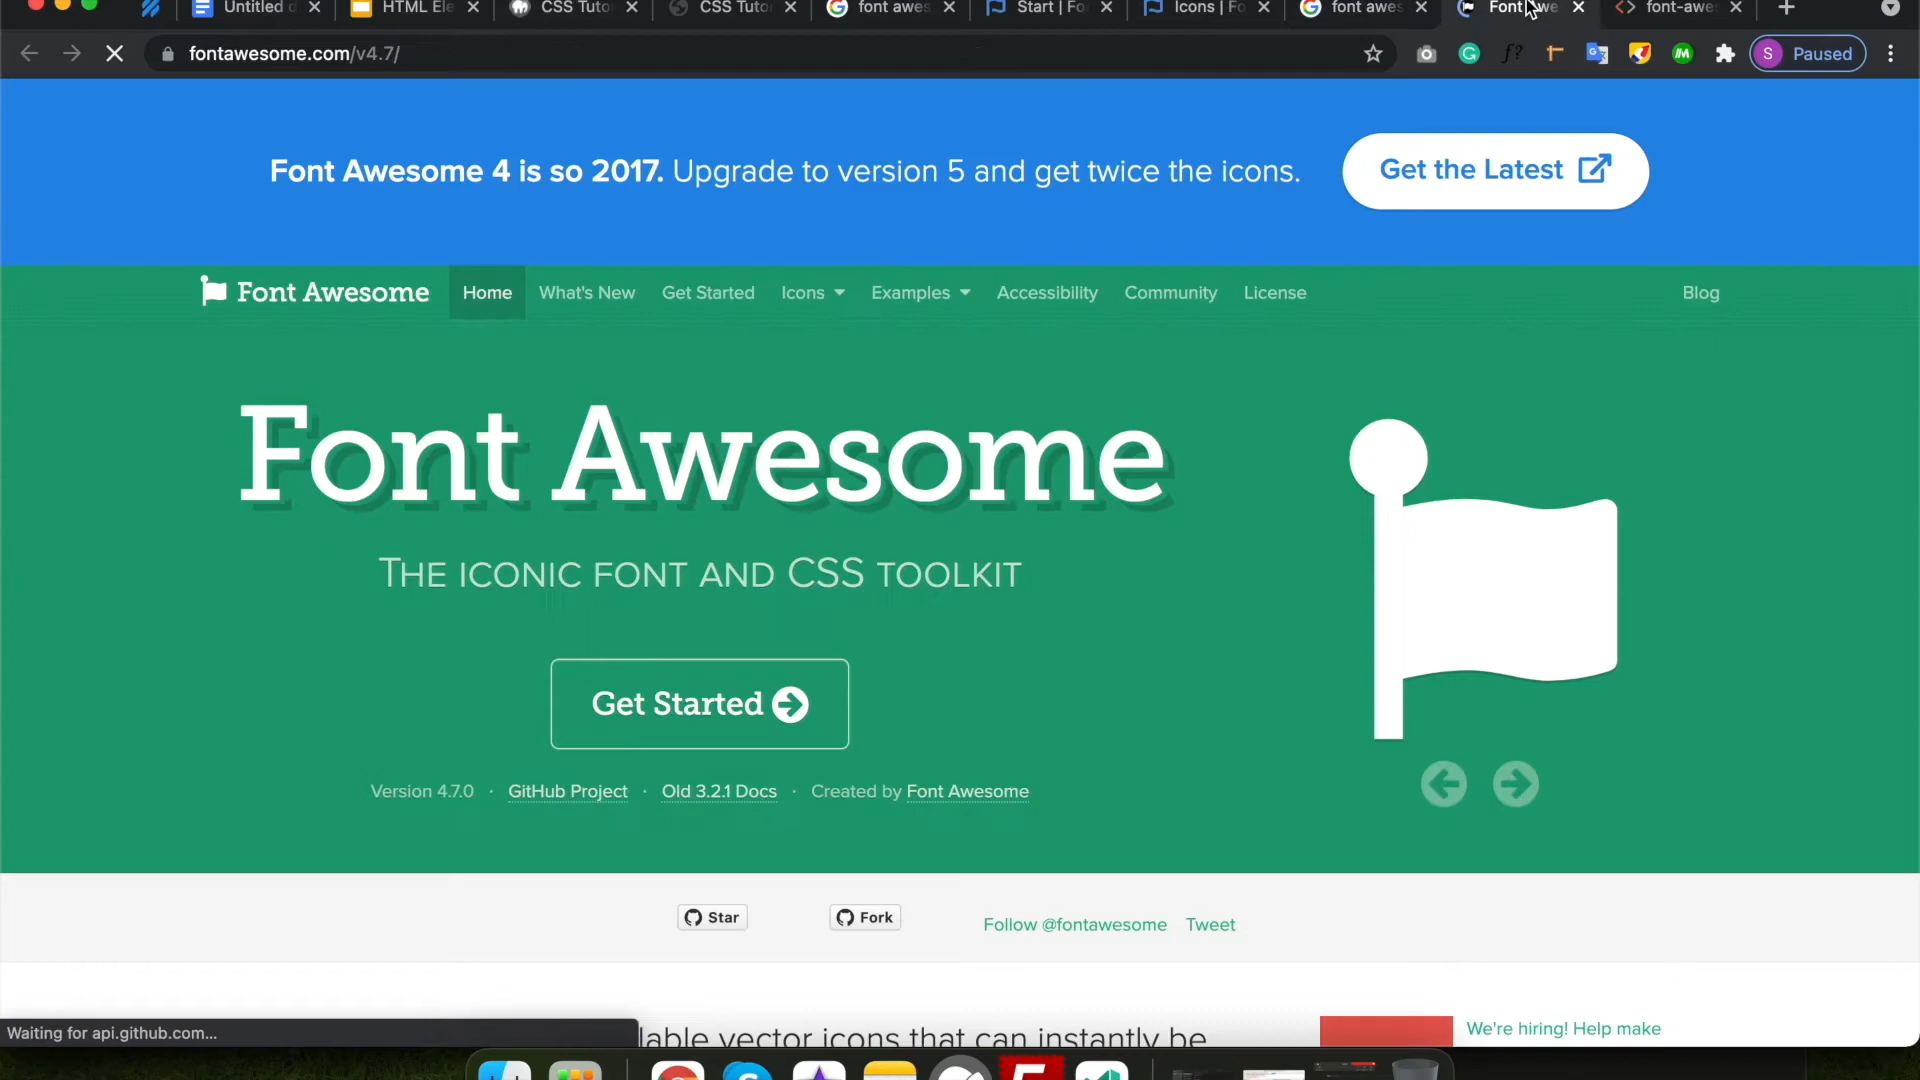 Untitled d
HTML Ele
CSS Tutor
CSS Tutor
font awes
Start | Fo
Icons | Fo
font awes
Font Awe
font-awes
fontawesome.com/v4.7/
S Paused
Font Awesome 4 is so 2017. Upgrade to version 5 and get twice the icons.
Get the Latest
Font Awesome
Home
What's New
Get Started
Icons
Examples
Accessibility
Community
License
Blog
Font Awesome
THE ICONIC FONT AND CSS TOOLKIT
Get Started
Version 4.7.0 · GitHub Project · Old 3.2.1 Docs · Created by Font Awesome
Star
Fork
Follow @fontawesome
Tweet
Waiting for api.github.com...
lable vector icons that can instantly be
We're hiring! Help make